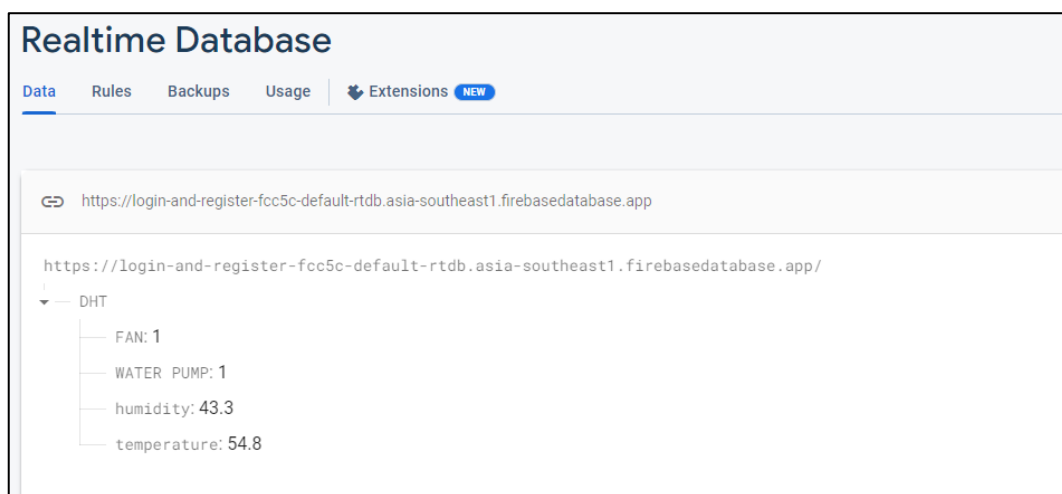 Realtime Database
Data Rules Backups Usage Extensions NEW
https://login-and-register-fcc5c-default-rtdb.asia-southeast1.firebasedatabase.app
https://login-and-register-fcc5c-default-rtdb.asia-southeast1.firebasedatabase.app/
DHT
FAN: 1
WATER PUMP: 1
humidity: 43.3
temperature: 54.8